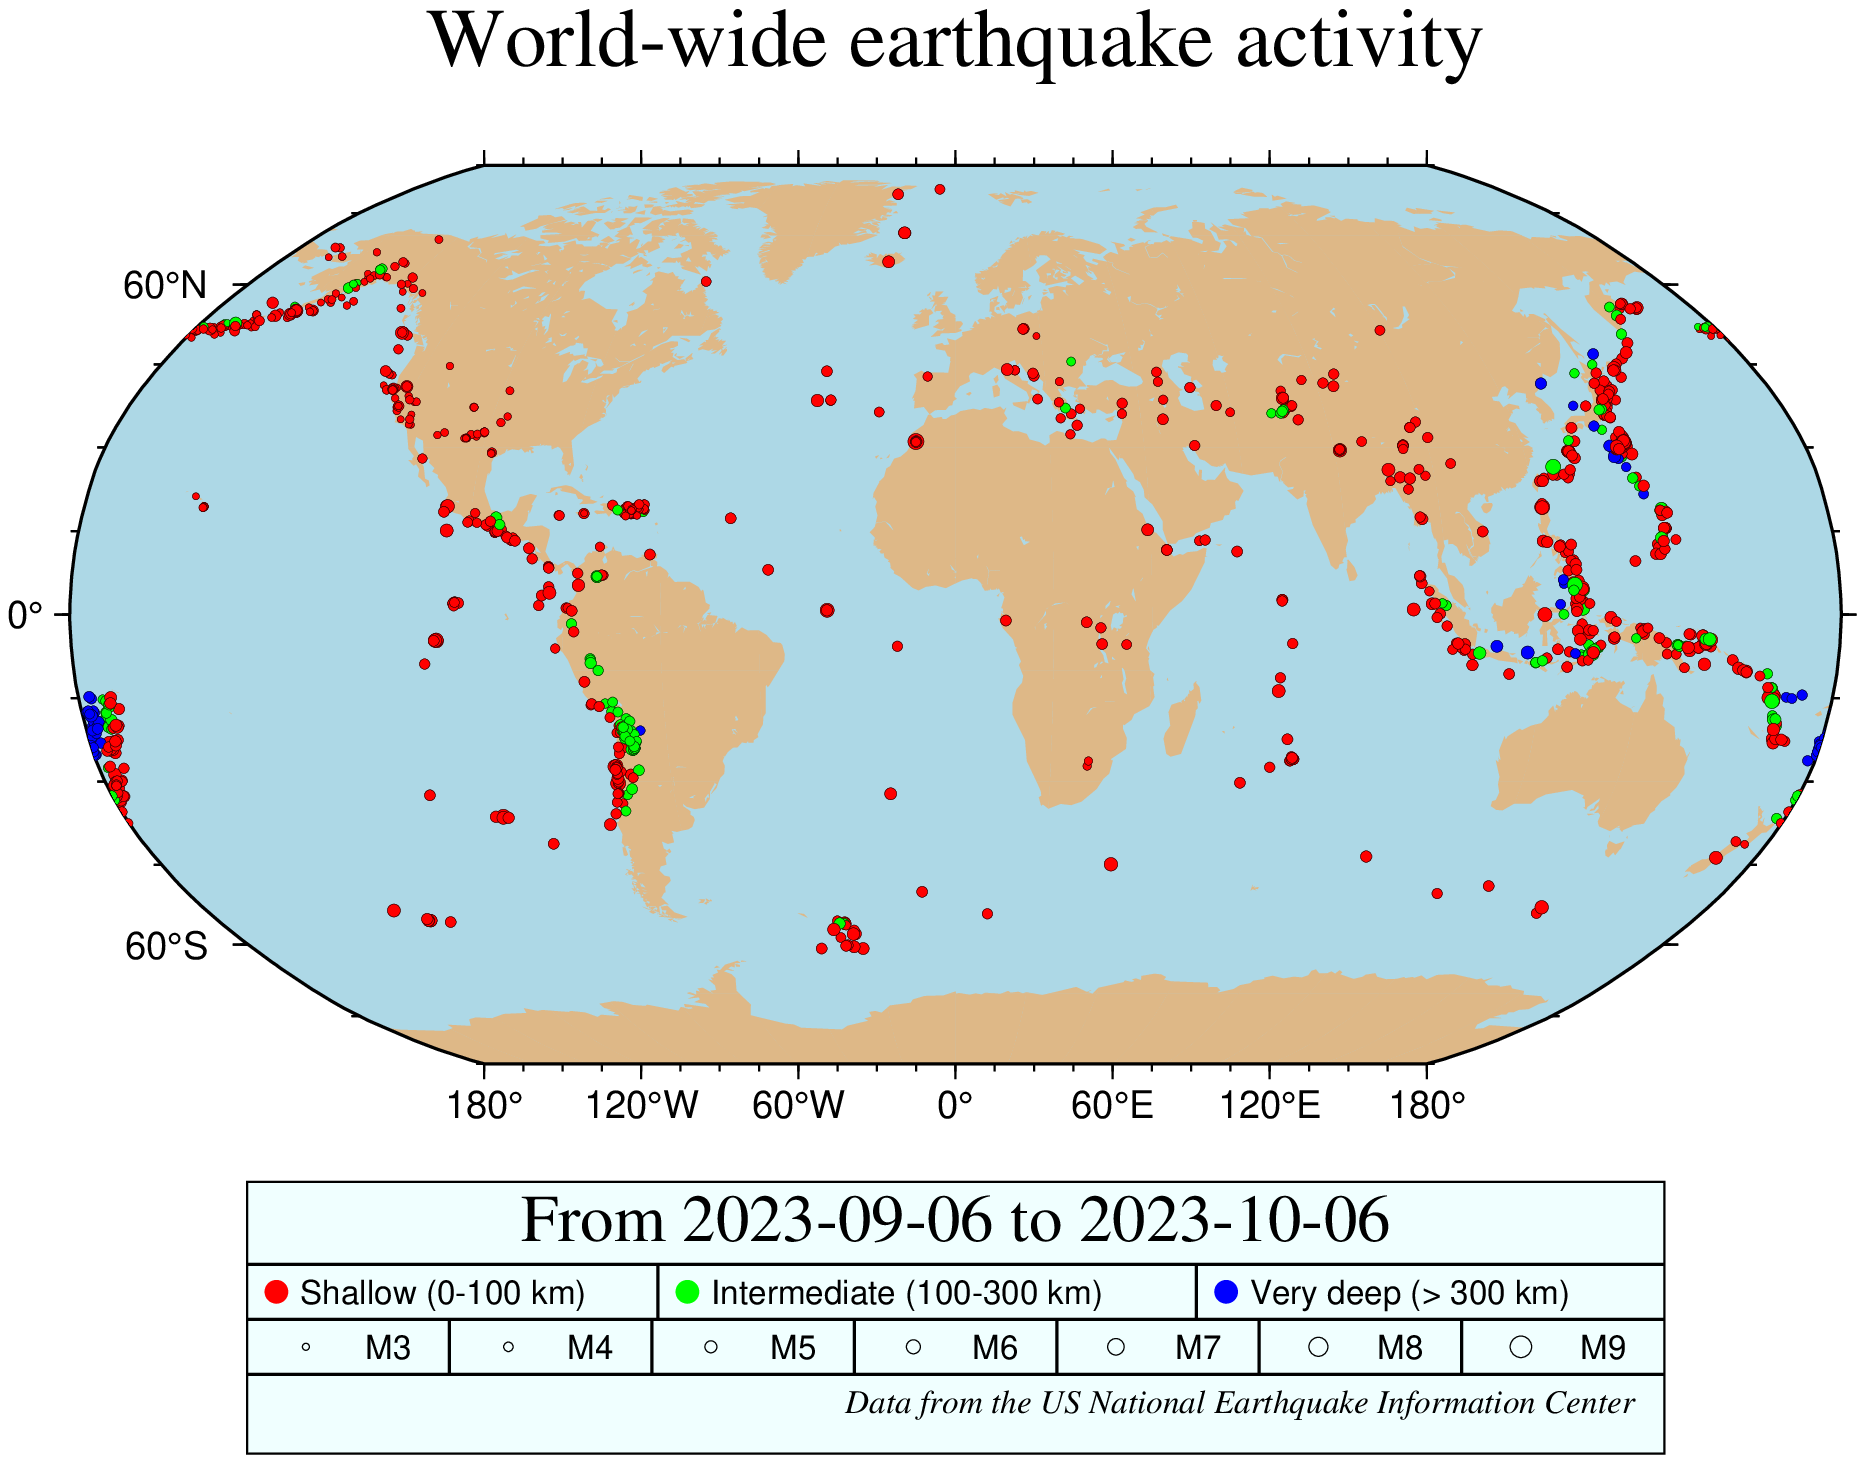 World-wide earthquake activity
60°N
0°
60°S
180° 120°W 60°W 0° 60°E 120°E 180°
From 2023-09-06 to 2023-10-06
Shallow (0-100 km) Intermediate (100-300 km) Very deep (> 300 km)
M3 M4 M5 M6 M7 M8 M9
Data from the US National Earthquake Information Center